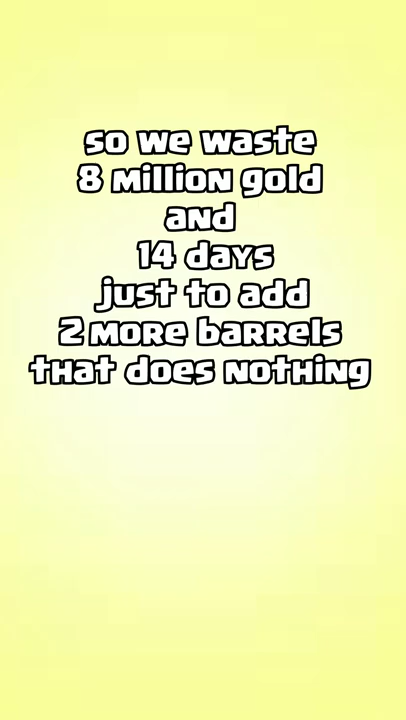 so we waste
8 million gold
and
14 days
just to add
2 more barrels
that does nothing